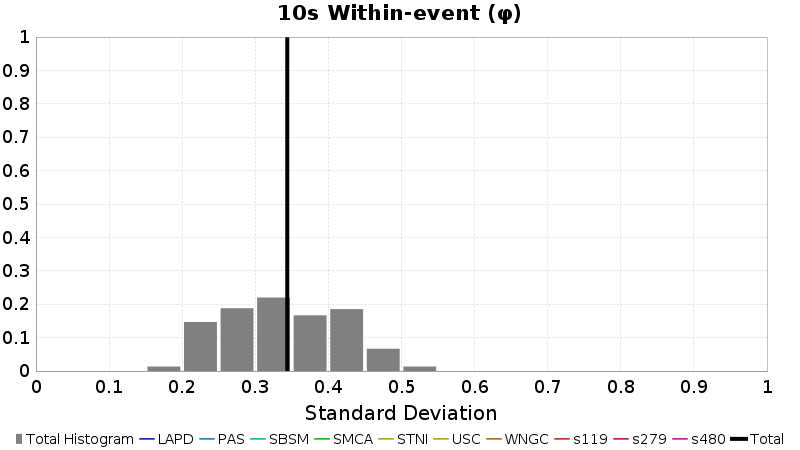 10s Within-event (φ)
1
0.9
0.8
0.7
0.6
0.5
0.4
0.3
0.2
0.1
0
0 0.1 0.2 0.3 0.4 0.5 0.6 0.7 0.8 0.9 1
Standard Deviation
Total Histogram LAPD PAS SBSM SMCA STNI USC WNGC s119 s279 s480 Total